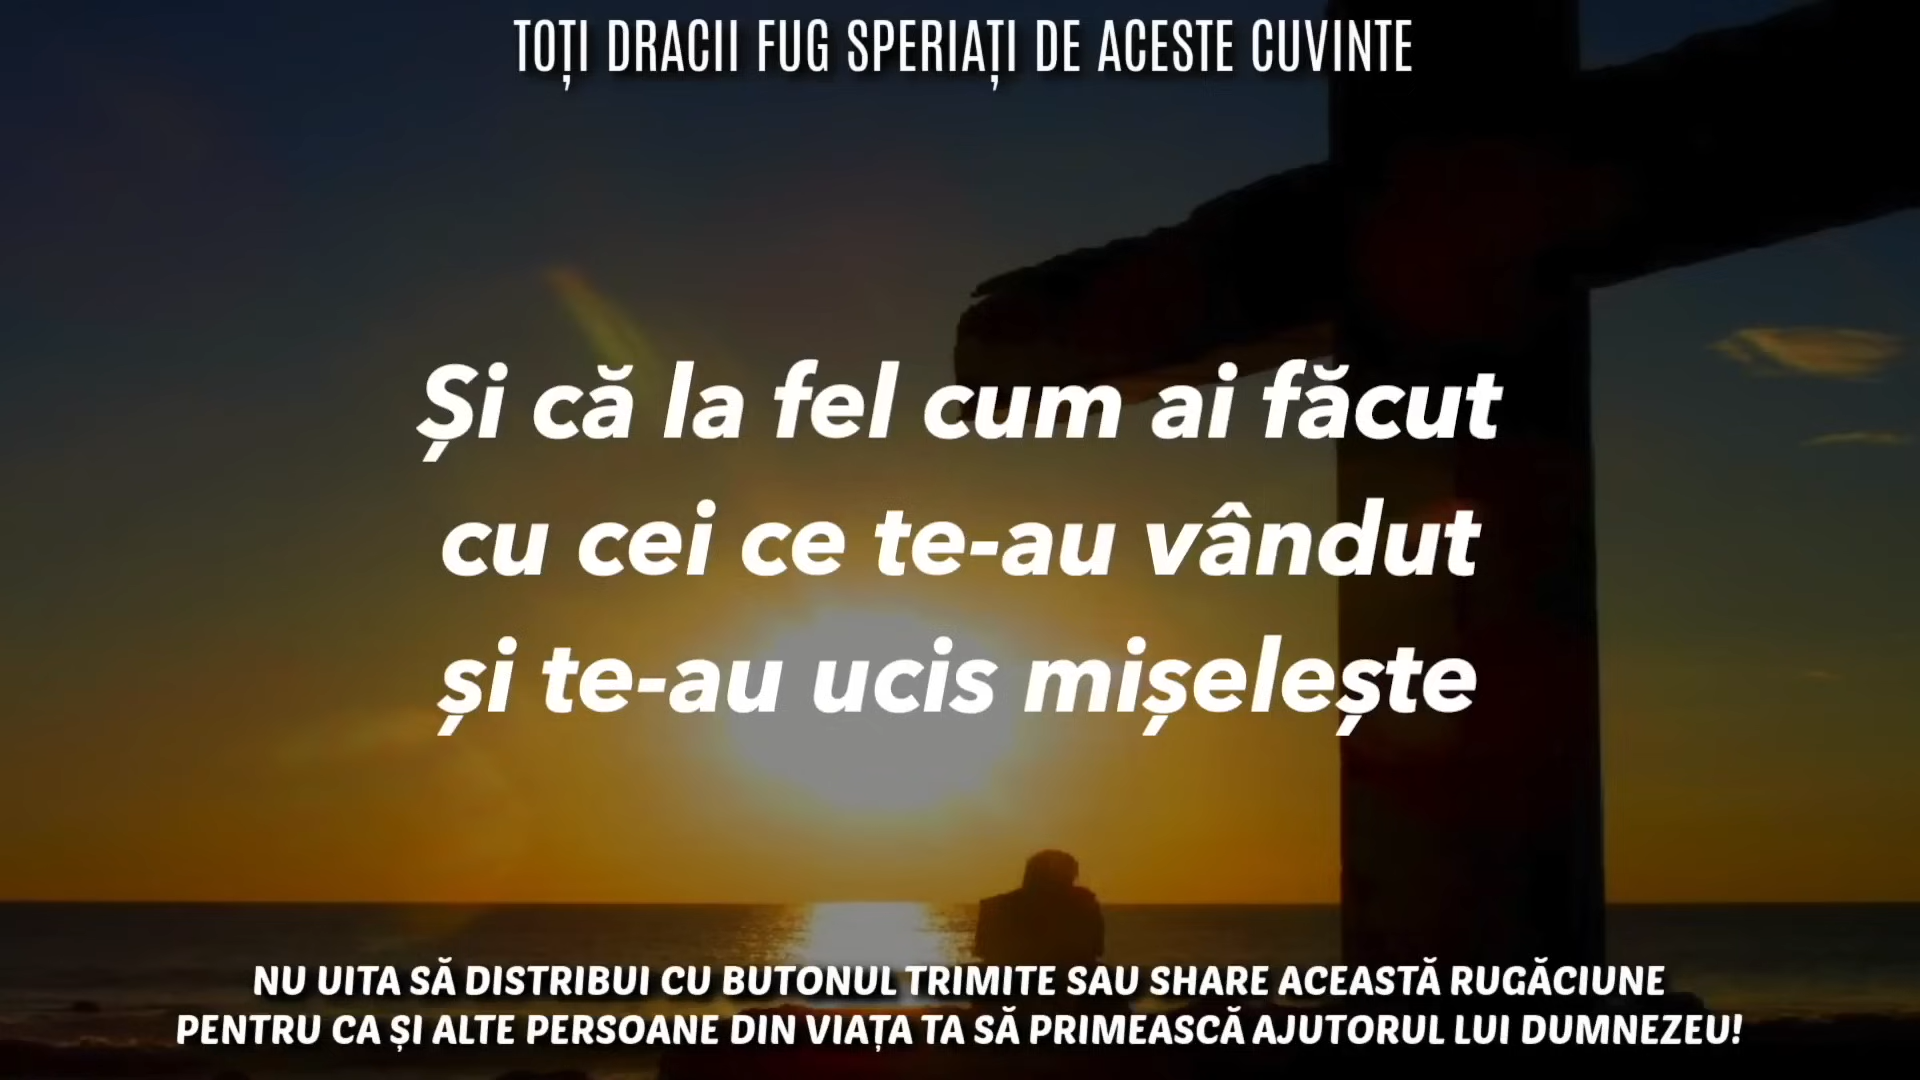 TOȚI DRACII FUG SPERIAȚI DE ACESTE CUVINTE
Și că la fel cum ai făcut
cu cei ce te-au vândut
și te-au ucis mișelește
NU UITA SĂ DISTRIBUI CU BUTONUL TRIMITE SAU SHARE ACEASTĂ RUGĂCIUNE
PENTRU CA ȘI ALTE PERSOANE DIN VIAȚA TA SĂ PRIMEASCĂ AJUTORUL LUI DUMNEZEU!